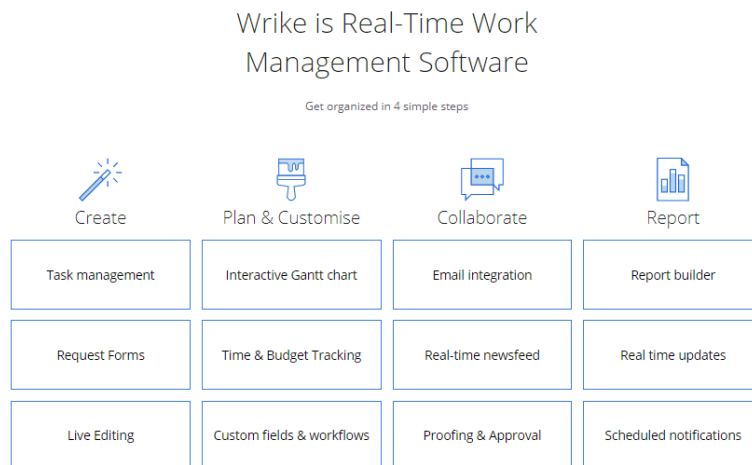 Wrike is Real-Time Work
Management Software
Get organized in 4 simple steps
Create
Plan & Customise
Collaborate
Report
Task management
Interactive Gantt chart
Email integration
Report builder
Request Forms
Time & Budget Tracking
Real-time newsfeed
Real time updates
Live Editing
Custom fields & workflows
Proofing & Approval
Scheduled notifications